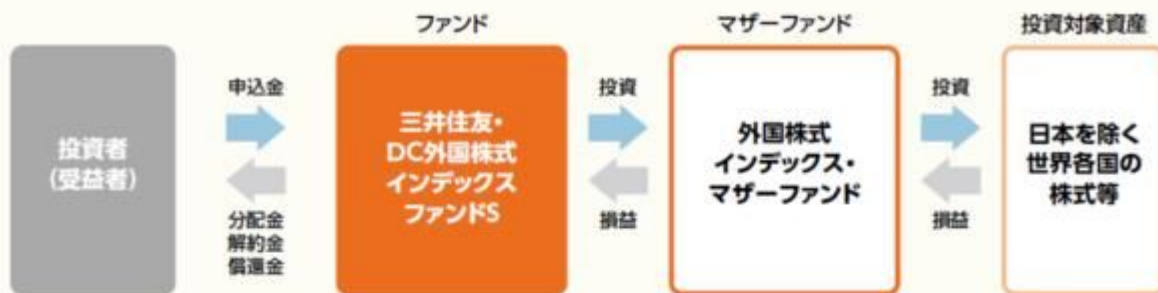 ファンド
マザーファンド
投資対象資産
投資者
(受益者)
申込金
分配金
解約金
償還金
三井住友・
DC外国株式
インデックス
ファンドS
投資
損益
外国株式
インデックス・
マザーファンド
投資
損益
日本を除く
世界各国の
株式等